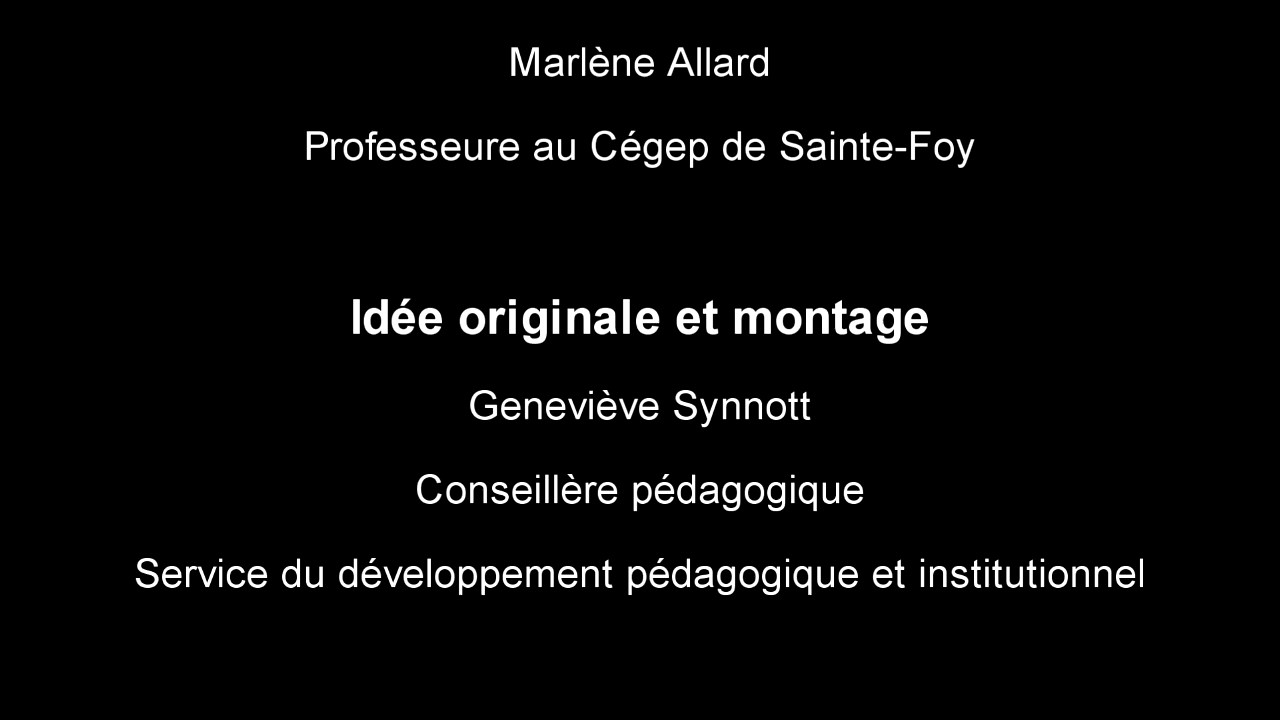 Marlène Allard
Professeure au Cégep de Sainte-Foy
Idée originale et montage
Geneviève Synnott
Conseillère pédagogique
Service du développement pédagogique et institutionnel